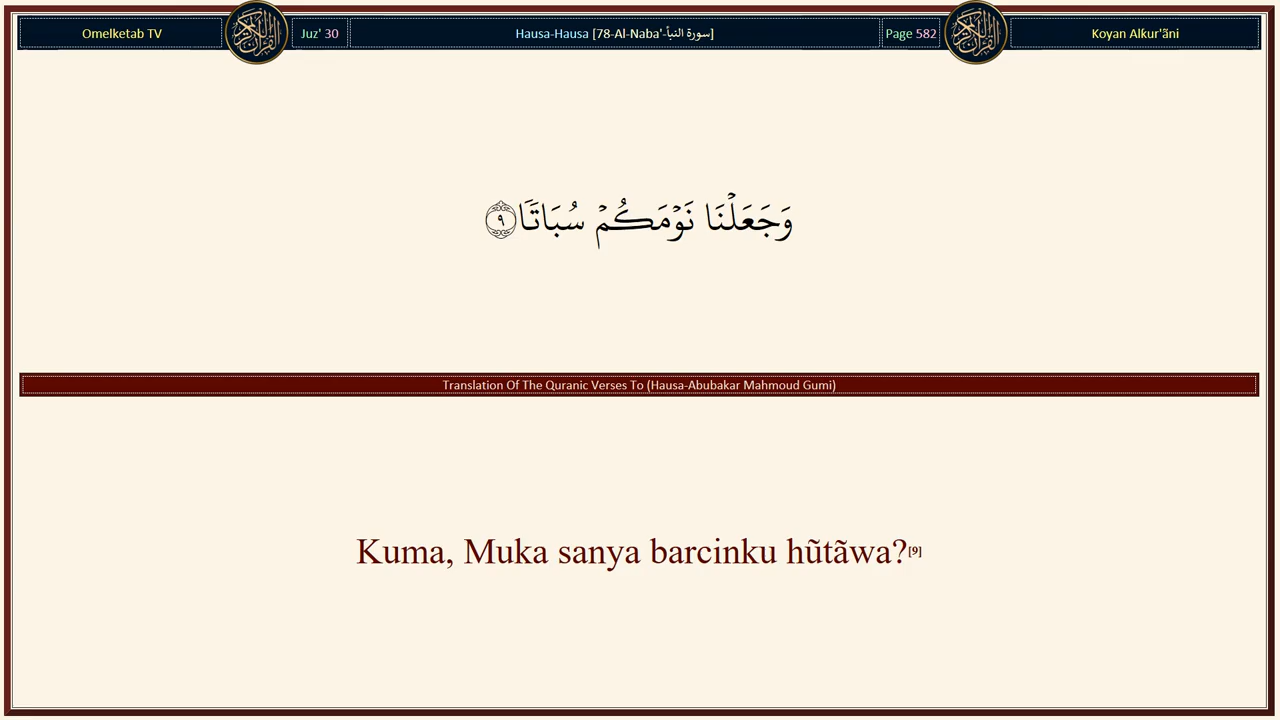 Omelketab TV
Juz' 30
Hausa-Hausa [78-Al-Naba'-سورة النبأ]
Page 582
Koyan Alƙur'ãni
وَجَعَلۡنَا نَوۡمَكُمۡ سُبَاتٗا ٩
Translation Of The Quranic Verses To (Hausa-Abubakar Mahmoud Gumi)
Kuma, Muka sanya barcinku hũtãwa?[9]